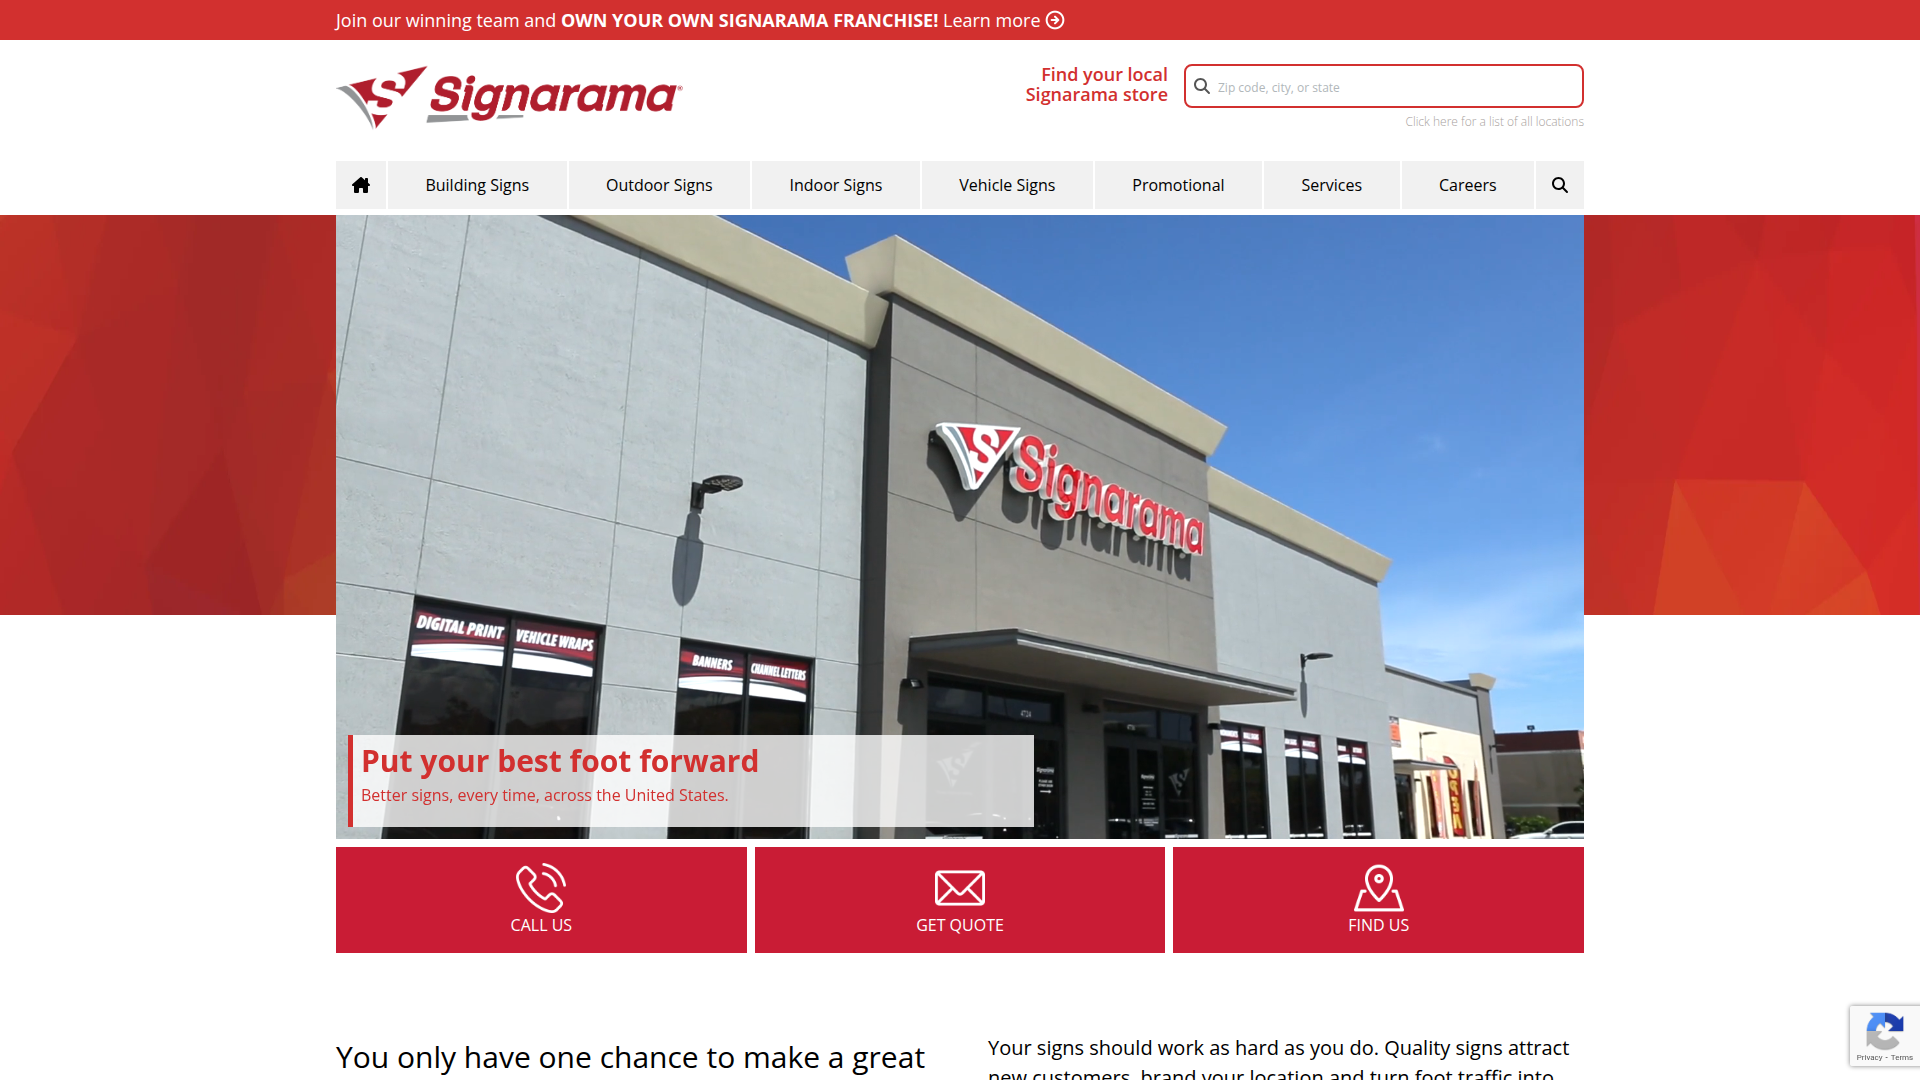 Join our winning team and OWN YOUR OWN SIGNARAMA FRANCHISE! Learn more
Signarama
Find your local
Signarama store
Zip code, city, or state
Click here for a list of all locations
Building Signs
Outdoor Signs
Indoor Signs
Vehicle Signs
Promotional
Services
Careers
Signarama
DIGITAL PRINT
VEHICLE WRAPS
BANNERS
CHANNEL LETTERS
Put your best foot forward
Better signs, every time, across the United States.
CALL US
GET QUOTE
FIND US
You only have one chance to make a great
Your signs should work as hard as you do. Quality signs attract
new customers, brand your location and turn foot traffic into
Privacy - Terms